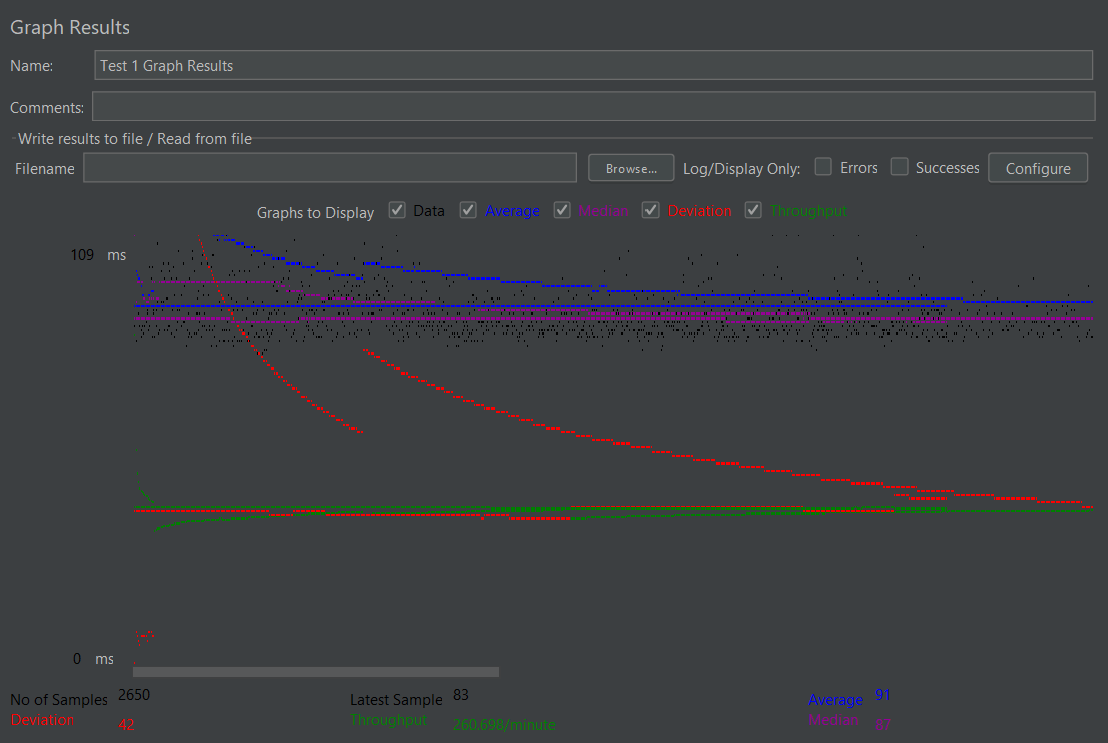 Graph Results
Name: Test 1 Graph Results
Comments:
Write results to file / Read from file
Filename Browse... Log/Display Only: Errors Successes Configure
Graphs to Display Data Average Median Deviation Throughput
109 ms
0 ms
No of Samples 2650 Latest Sample 83 Average 91
Deviation 42 Throughput 260.698/minute Median 87